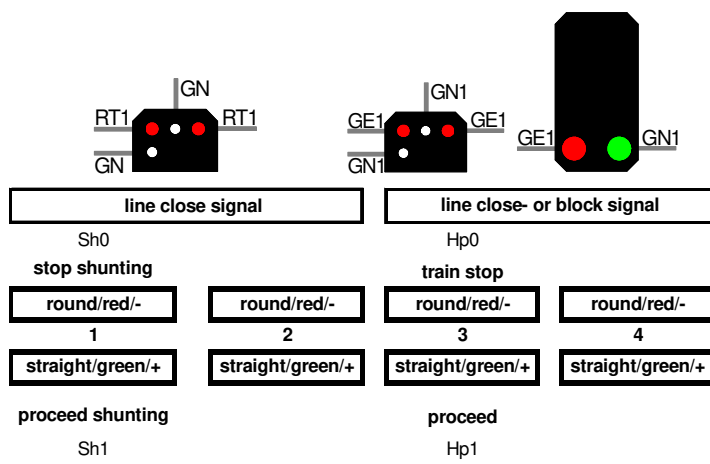 GN
RT1 RT1
GN
GN1
GE1 GE1
GN1
GE1 GN1
line close signal line close- or block signal
Sh0 Hp0
stop shunting train stop
round/red/- round/red/- round/red/- round/red/-
1 2 3 4
straight/green/+ straight/green/+ straight/green/+ straight/green/+
proceed shunting proceed
Sh1 Hp1